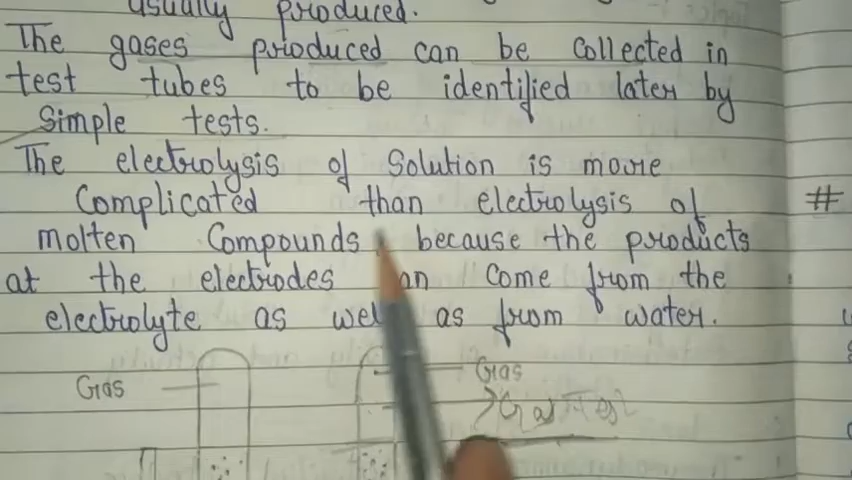 usually produced.
The gases produced can be collected in
test tubes to be identified later by
Simple tests.
The electrolysis of Solution is more
Complicated than electrolysis of
molten Compounds because the products
at the electrodes an come from the
electrolyte as wel as from water.
Gas
Gas
#